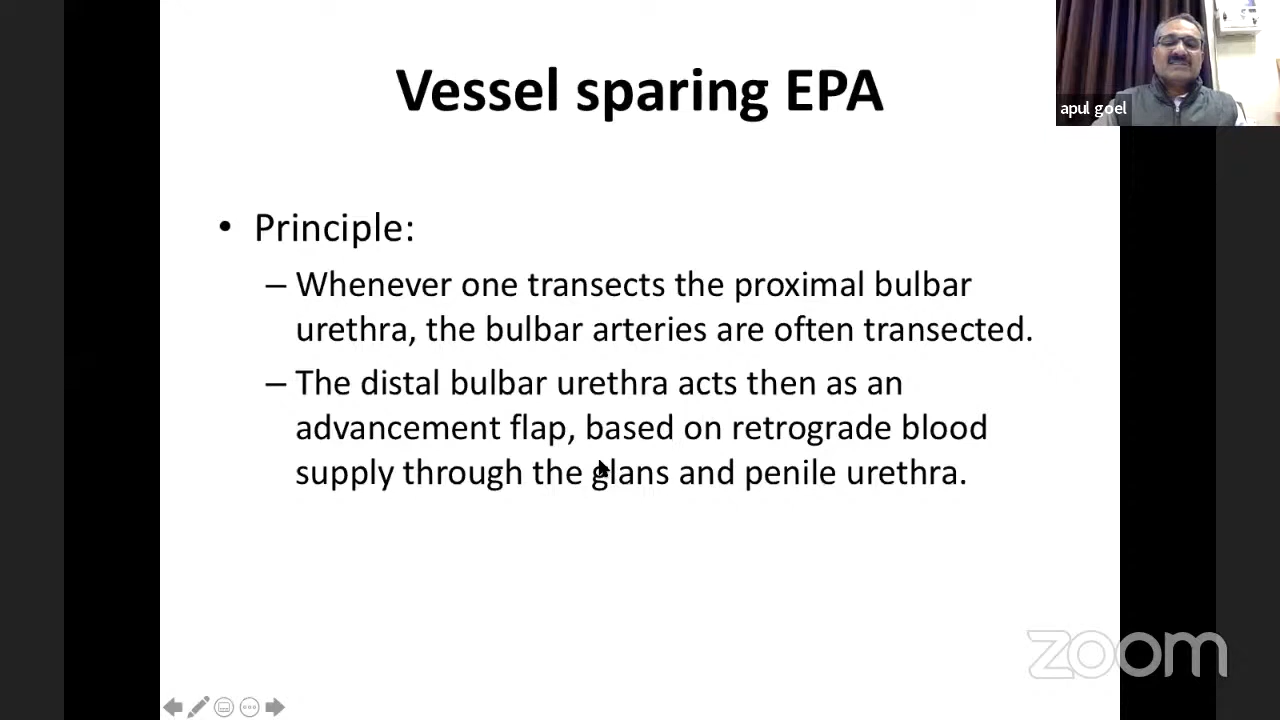 Vessel sparing EPA
apul goel
• Principle:
– Whenever one transects the proximal bulbar
urethra, the bulbar arteries are often transected.
– The distal bulbar urethra acts then as an
advancement flap, based on retrograde blood
supply through the glans and penile urethra.
zoom